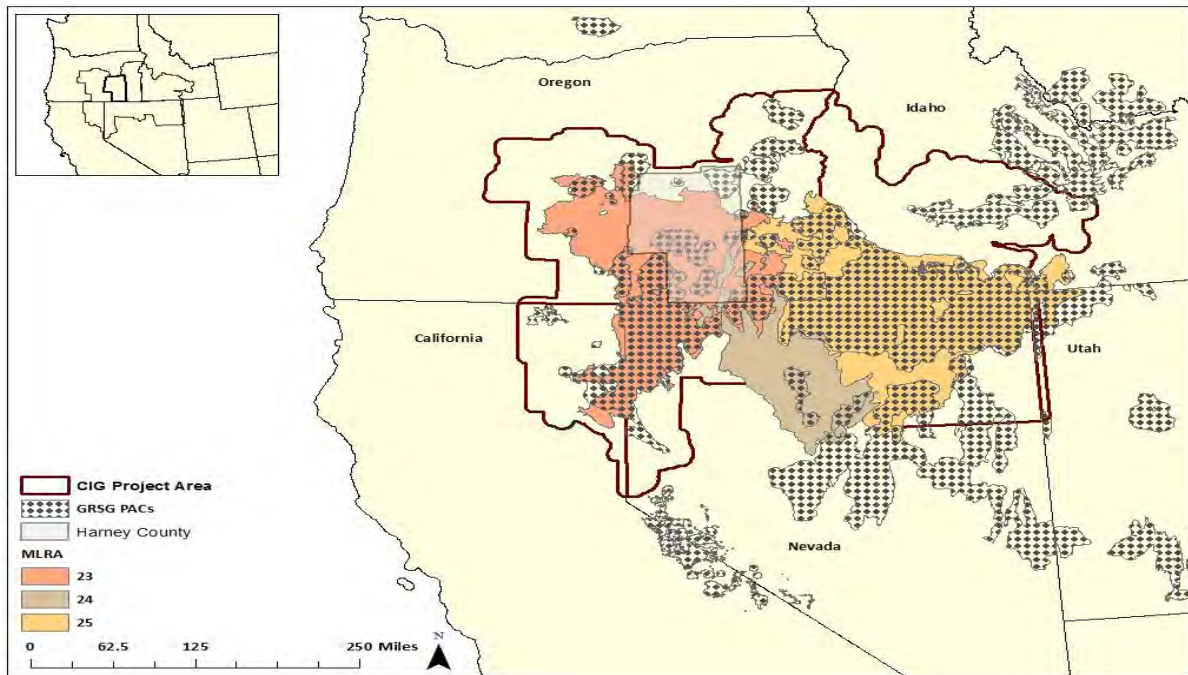 Oregon
Idaho
California
Utah
Nevada
CIG Project Area
GRSG PACs
Harney County
MLRA
23
24
25
0 62.5 125 250 Miles
N